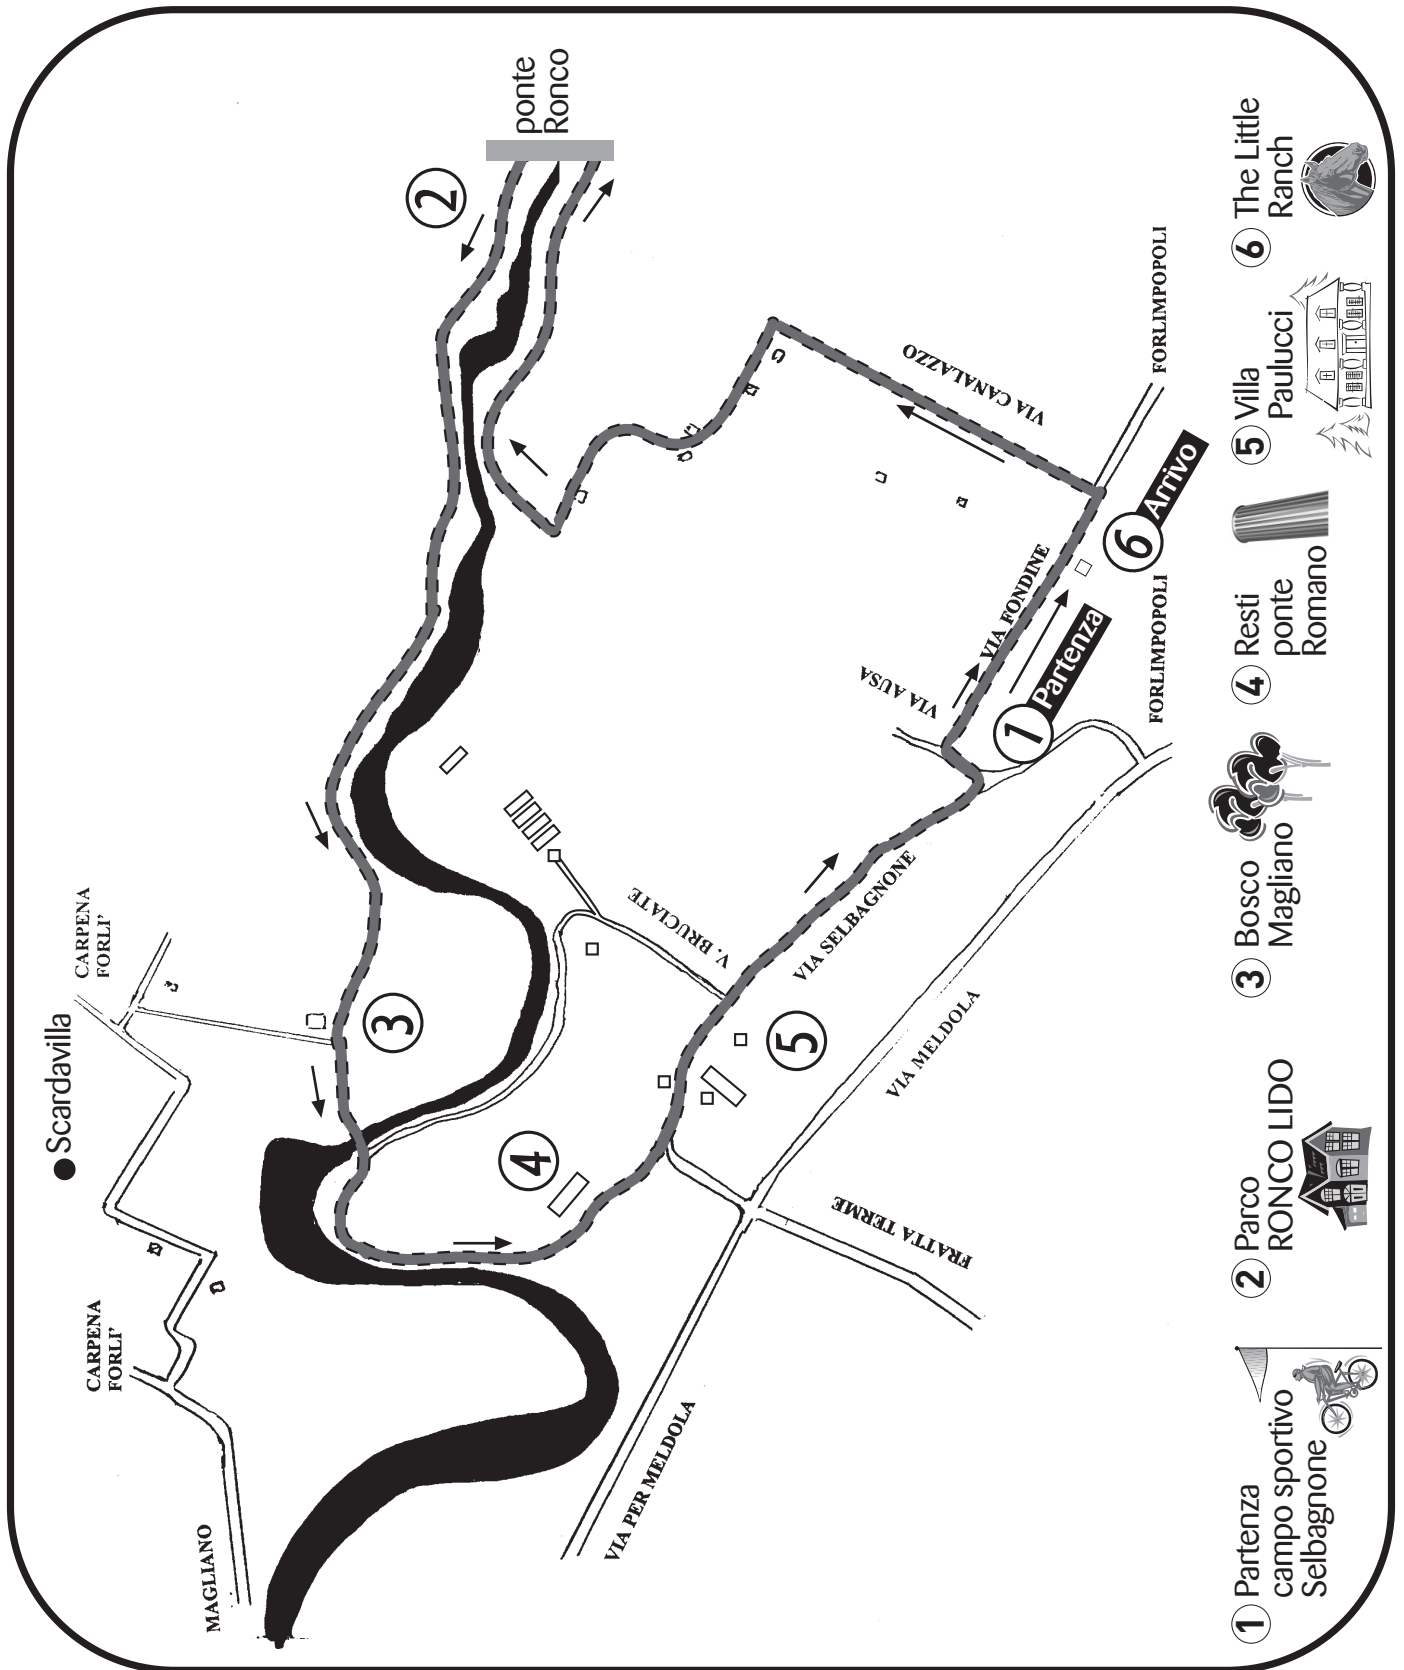 Scardavilla
CARPENA
FORLI'
CARPENA
FORLI'
MAGLIANO
ponte
Ronco
2
3
4
5
V. BRUCIATE
VIA SELBAGNONE
VIA MELDOLA
VIA PER MELDOLA
FRATTA TERME
VIA AUSA
VIA FONDINE
VIA CANALAZZO
FORLIMPOPOLI
FORLIMPOPOLI
1 Partenza
6 Arrivo
1 Partenza
campo sportivo
Selbagnone
2 Parco
RONCO LIDO
3 Bosco
Magliano
4 Resti
ponte
Romano
5 Villa
Paulucci
6 The Little
Ranch